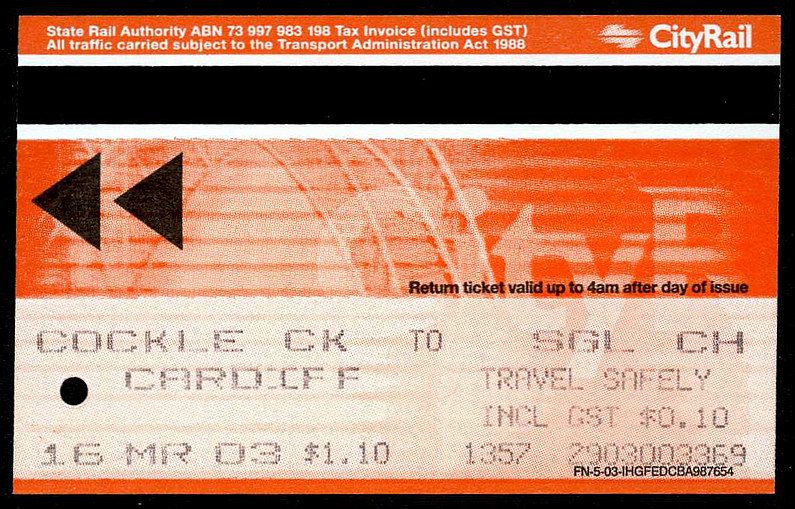 State Rail Authority ABN 73 997 983 198 Tax Invoice (includes GST)
All traffic carried subject to the Transport Administration Act 1988
CityRail
CityR
Return ticket valid up to 4am after day of issue
COCKLE CK TO SGL CH
CARDIFF TRAVEL SAFELY
INCL GST $0.10
16 MR 03 $1.10 1357 2903003369
FN-5-03-IHGFEDCBA987654